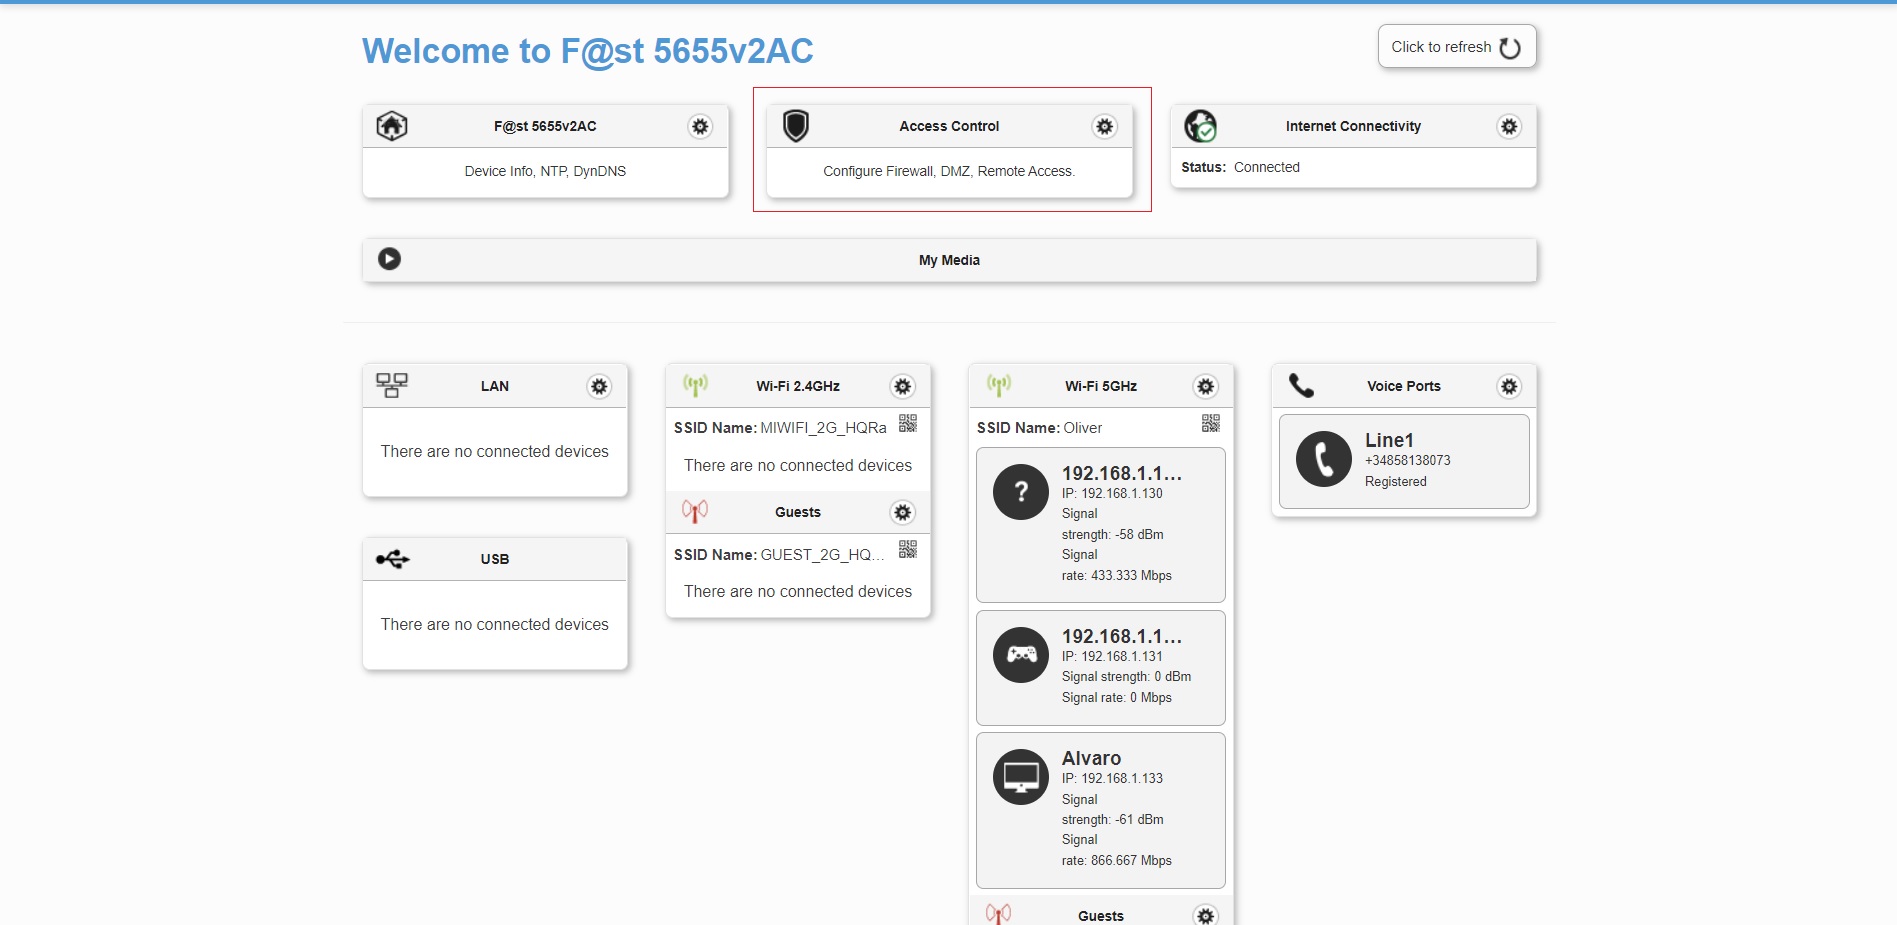 Welcome to F@st 5655v2AC
Click to refresh
F@st 5655v2AC
Device Info, NTP, DynDNS
Access Control
Configure Firewall, DMZ, Remote Access.
Internet Connectivity
Status: Connected
My Media
LAN
There are no connected devices
USB
There are no connected devices
Wi-Fi 2.4GHz
SSID Name: MIWIFI_2G_HQRa
There are no connected devices
Guests
SSID Name: GUEST_2G_HQ...
There are no connected devices
Wi-Fi 5GHz
SSID Name: Oliver
192.168.1.1...
IP: 192.168.1.130
Signal
strength: -58 dBm
Signal
rate: 433.333 Mbps
192.168.1.1...
IP: 192.168.1.131
Signal strength: 0 dBm
Signal rate: 0 Mbps
Alvaro
IP: 192.168.1.133
Signal
strength: -61 dBm
Signal
rate: 866.667 Mbps
Guests
Voice Ports
Line1
+34858138073
Registered